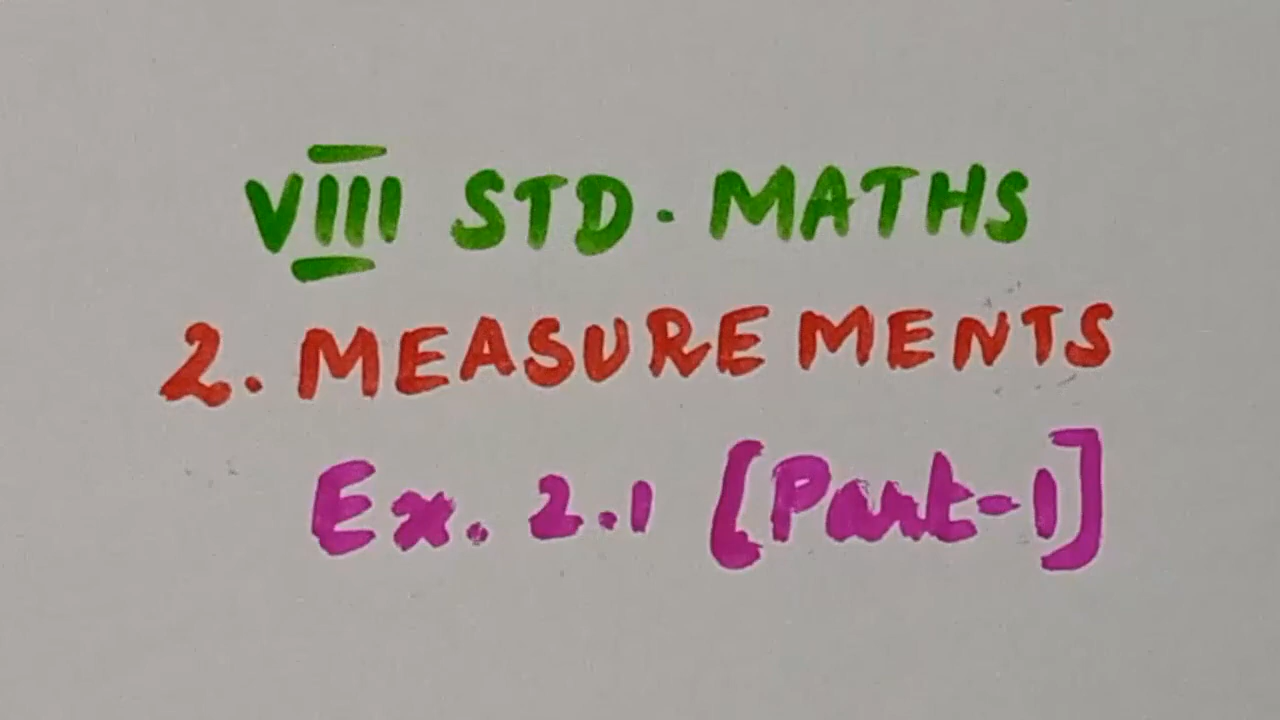 VIII STD. MATHS
2. MEASUREMENTS
Ex. 2.1 [Part-1]